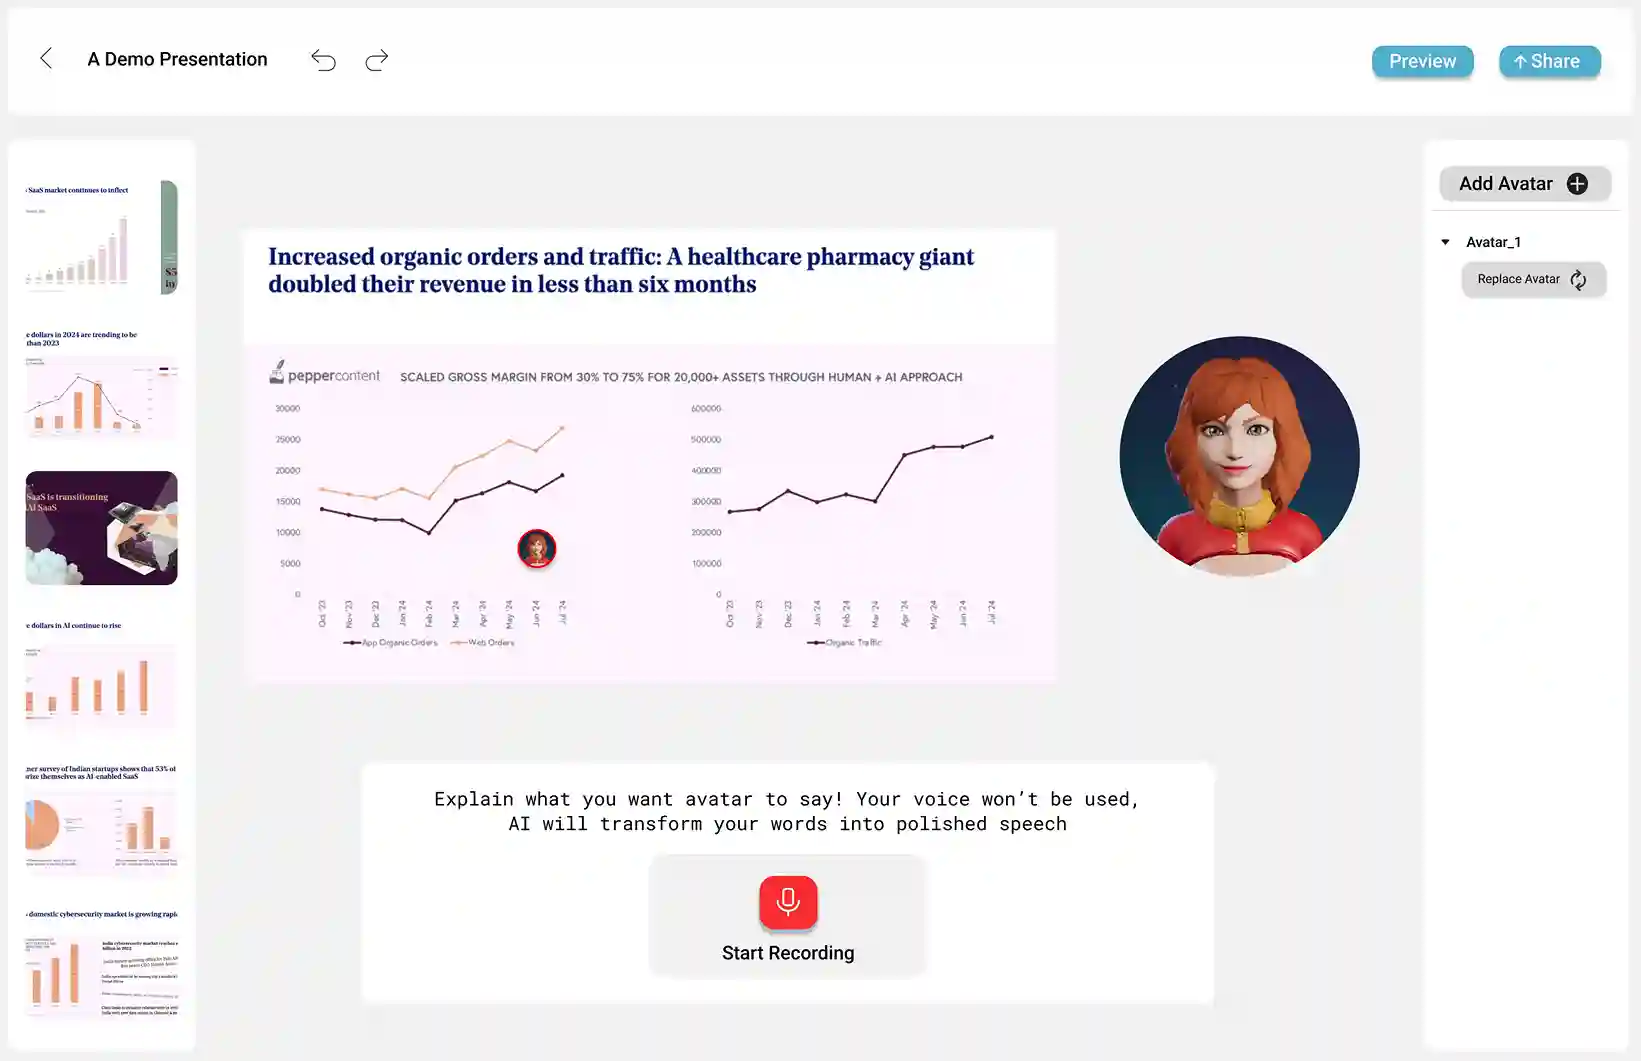 A Demo Presentation
Preview
Share
SaaS market continues to inflect
$5
in
e dollars in 2024 are trending to be
than 2023
SaaS is transitioning
AI SaaS
e dollars in AI continue to rise
ner survey of Indian startups shows that 53% of
rize themselves as AI-enabled SaaS
domestic cybersecurity market is growing rapi
Increased organic orders and traffic: A healthcare pharmacy giant
doubled their revenue in less than six months
peppercontent
SCALED GROSS MARGIN FROM 30% TO 75% FOR 20,000+ ASSETS THROUGH HUMAN + AI APPROACH
30000
25000
20000
15000
10000
5000
0
Oct '23
Nov '23
Dec '23
Jan '24
Feb '24
Mar '24
Apr '24
May '24
Jun '24
Jul '24
App Organic Orders
Web Orders
600000
500000
400000
300000
200000
100000
0
Oct '23
Nov '23
Dec '23
Jan '24
Feb '24
Mar '24
Apr '24
May '24
Jun '24
Jul '24
Organic Traffic
Explain what you want avatar to say! Your voice won’t be used,
AI will transform your words into polished speech
Start Recording
Add Avatar
Avatar_1
Replace Avatar